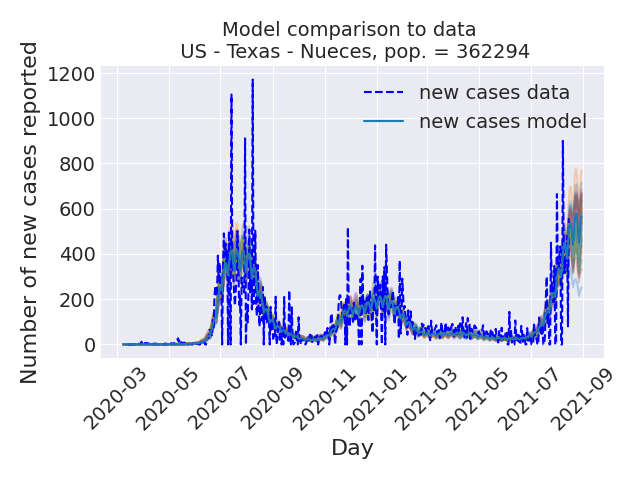 Model comparison to data
US - Texas - Nueces, pop. = 362294
Number of new cases reported
1200
1000
800
600
400
200
0
new cases data
new cases model
2020-03
2020-05
2020-07
2020-09
2020-11
2021-01
2021-03
2021-05
2021-07
2021-09
Day